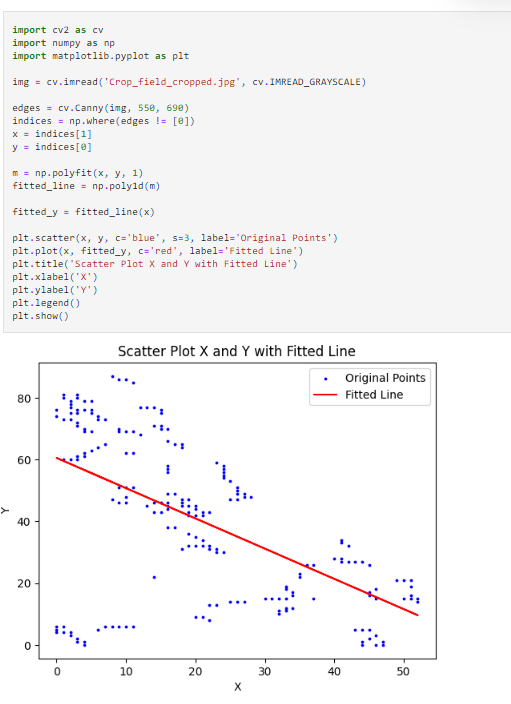 import cv2 as cv
import numpy as np
import matplotlib.pyplot as plt
img = cv.imread('Crop_field_cropped.jpg', cv.IMREAD_GRAYSCALE)
edges = cv.Canny(img, 550, 690)
indices = np.where(edges != [0])
x = indices[1]
y = indices[0]
m = np.polyfit(x, y, 1)
fitted_line = np.poly1d(m)
fitted_y = fitted_line(x)
plt.scatter(x, y, c='blue', s=3, label='Original Points')
plt.plot(x, fitted_y, c='red', label='Fitted Line')
plt.title('Scatter Plot X and Y with Fitted Line')
plt.xlabel('X')
plt.ylabel('Y')
plt.legend()
plt.show()
Scatter Plot X and Y with Fitted Line
Original Points
Fitted Line
80
60
40
20
0
Y
0 10 20 30 40 50
X